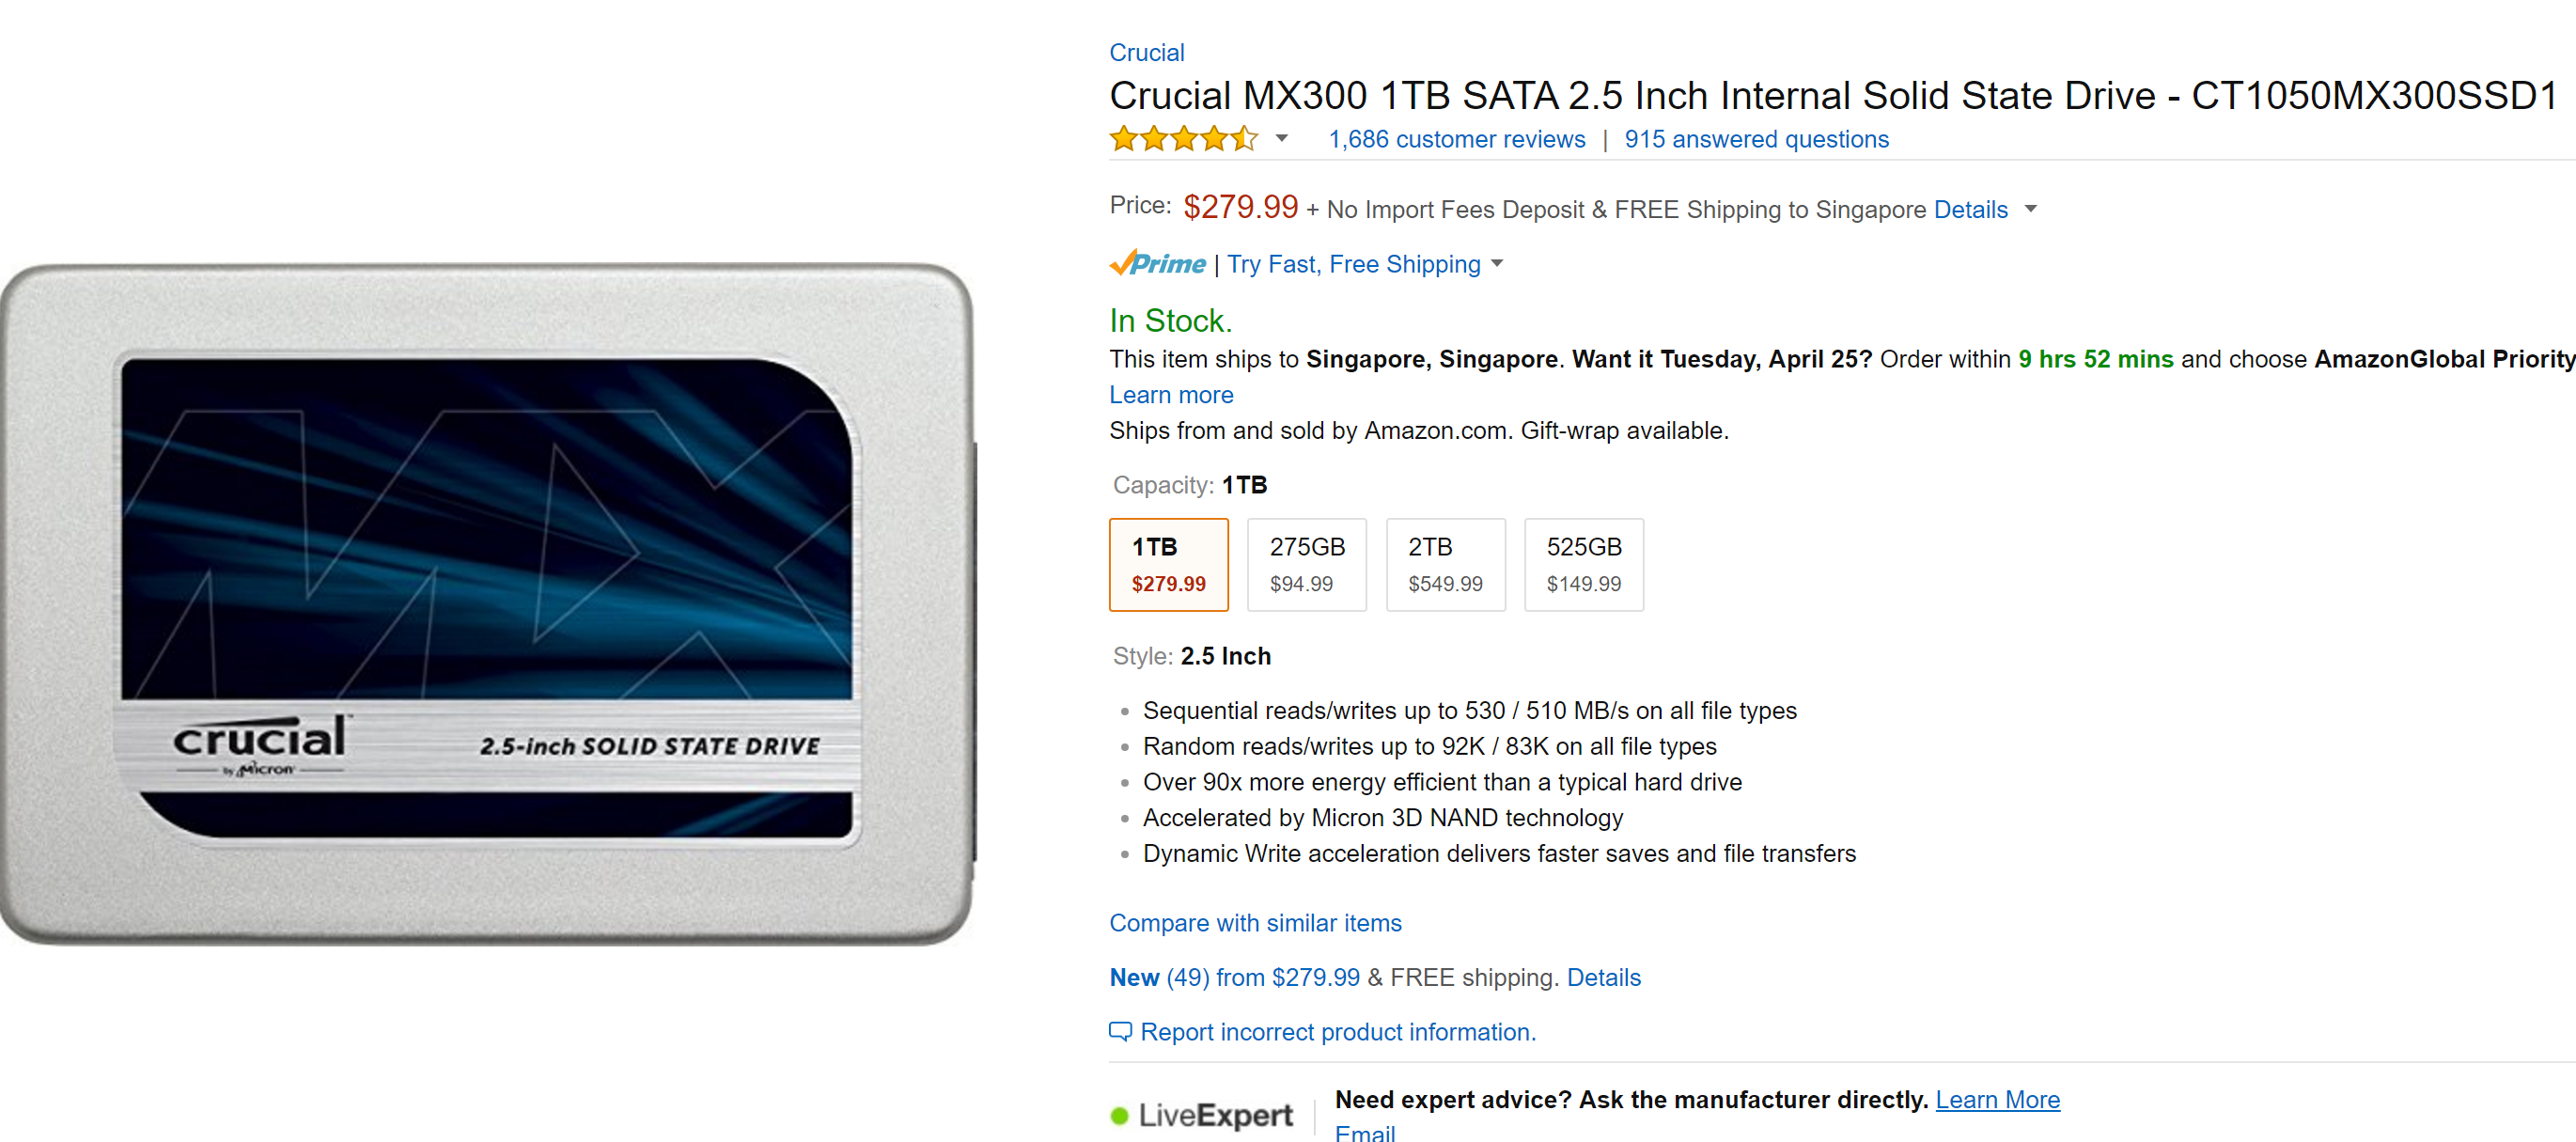 Crucial
Crucial MX300 1TB SATA 2.5 Inch Internal Solid State Drive - CT1050MX300SSD1
1,686 customer reviews | 915 answered questions
Price: $279.99 + No Import Fees Deposit & FREE Shipping to Singapore Details
Prime | Try Fast, Free Shipping
In Stock.
This item ships to Singapore, Singapore. Want it Tuesday, April 25? Order within 9 hrs 52 mins and choose AmazonGlobal Priority
Learn more
Ships from and sold by Amazon.com. Gift-wrap available.
Capacity: 1TB
1TB 275GB 2TB 525GB
$279.99 $94.99 $549.99 $149.99
Style: 2.5 Inch
Sequential reads/writes up to 530 / 510 MB/s on all file types
Random reads/writes up to 92K / 83K on all file types
Over 90x more energy efficient than a typical hard drive
Accelerated by Micron 3D NAND technology
Dynamic Write acceleration delivers faster saves and file transfers
Compare with similar items
New (49) from $279.99 & FREE shipping. Details
Report incorrect product information.
LiveExpert
Need expert advice? Ask the manufacturer directly. Learn More
Email
crucial™
by Micron
2.5-inch SOLID STATE DRIVE